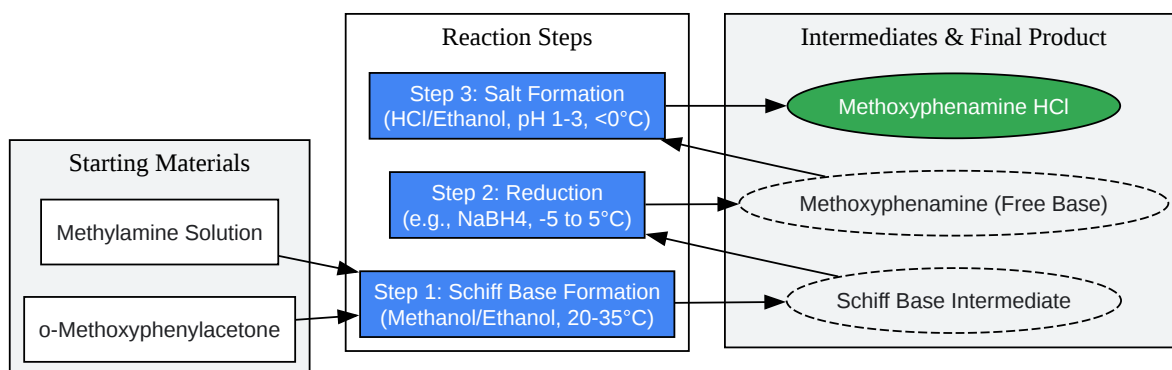 Starting Materials
Methylamine Solution
o-Methoxyphenylacetone
Reaction Steps
Step 3: Salt Formation
(HCl/Ethanol, pH 1-3, <0°C)
Step 2: Reduction
(e.g., NaBH4, -5 to 5°C)
Step 1: Schiff Base Formation
(Methanol/Ethanol, 20-35°C)
Intermediates & Final Product
Methoxyphenamine HCl
Methoxyphenamine (Free Base)
Schiff Base Intermediate